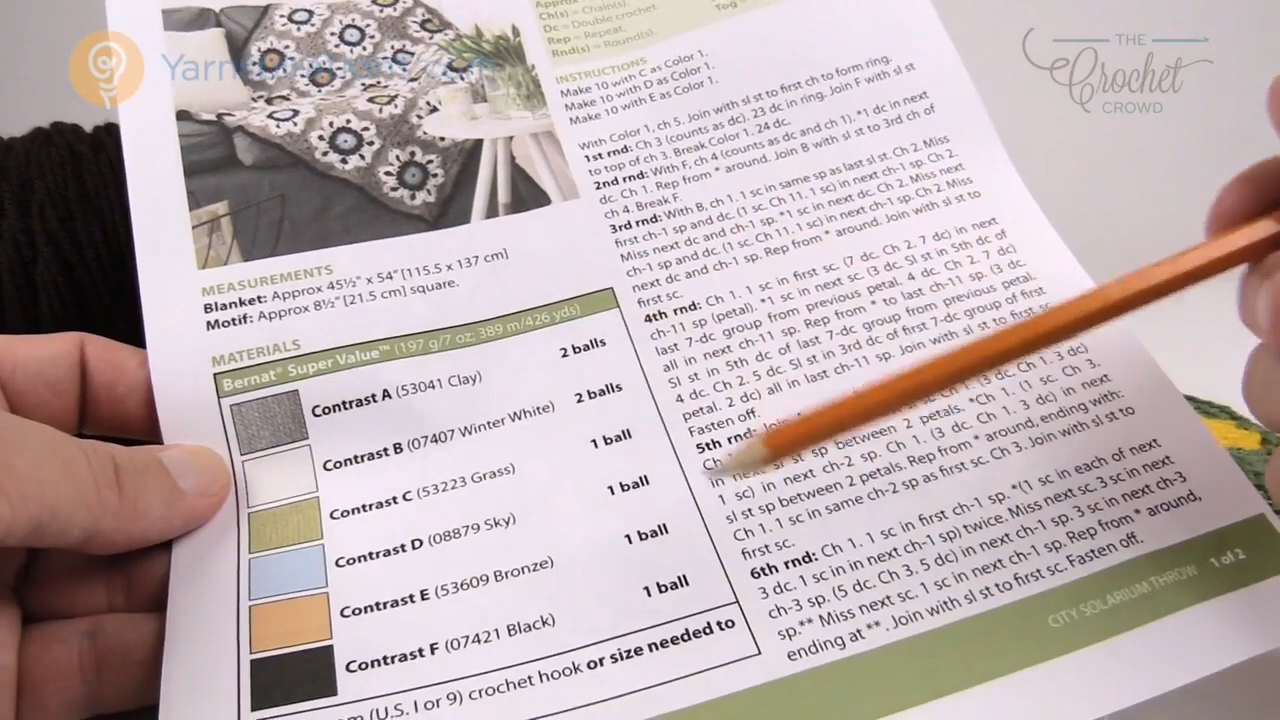 Yarn
.com
THE
Crochet
CROWD
MEASUREMENTS
Blanket: Approx 45½" x 54" [115.5 x 137 cm]
Motif: Approx 8½" [21.5 cm] square.
MATERIALS
Bernat® Super Value™ (197 g/7 oz; 389 m/426 yds)
Contrast A (53041 Clay) 2 balls
Contrast B (07407 Winter White) 2 balls
Contrast C (53223 Grass) 1 ball
Contrast D (08879 Sky) 1 ball
Contrast E (53609 Bronze) 1 ball
Contrast F (07421 Black) 1 ball
(U.S. I or 9) crochet hook or size needed to
Approx
Ch(s) = Chain(s).
Dc = Double crochet.
Rep = Repeat.
Rnd(s) = Round(s).
Tog =
INSTRUCTIONS
Make 10 with C as Color 1.
Make 10 with D as Color 1.
Make 10 with E as Color 1.
With Color 1, ch 5. Join with sl st to first ch to form ring.
1st rnd: Ch 3 (counts as dc). 23 dc in ring. Join F with sl st
to top of ch 3. Break Color 1. 24 dc.
2nd rnd: With F, ch 4 (counts as dc and ch 1). *1 dc in next
dc. Ch 1. Rep from * around. Join B with sl st to 3rd ch of
ch 4. Break F.
3rd rnd: With B, ch 1. 1 sc in same sp as last sl st. Ch 2. Miss
first ch-1 sp and dc. (1 sc. Ch 11. 1 sc) in next ch-1 sp. Ch 2.
Miss next dc and ch-1 sp. *1 sc in next dc. Ch 2. Miss next
ch-1 sp and dc. (1 sc. Ch 11. 1 sc) in next ch-1 sp. Ch 2. Miss
next dc and ch-1 sp. Rep from * around. Join with sl st to
first sc.
4th rnd: Ch 1. 1 sc in first sc. (7 dc. Ch 2. 7 dc) in next
ch-11 sp (petal). *1 sc in next sc. (3 dc. Sl st in 5th dc of
last 7-dc group from previous petal. 4 dc. Ch 2. 7 dc)
all in next ch-11 sp. Rep from * to last ch-11 sp. (3 dc.
Sl st in 5th dc of last 7-dc group from previous petal.
4 dc. Ch 2. 5 dc. Sl st in 3rd dc of first 7-dc group of first
petal. 2 dc) all in last ch-11 sp. Join with sl st to first sc.
Fasten off.
5th rnd: Join
Ch 1. (3 dc. Ch 1. 3 dc)
in next sl st sp between 2 petals. *Ch 1. (1 sc. Ch 3.
1 sc) in next ch-2 sp. Ch 1. (3 dc. Ch 1. 3 dc) in next
sl st sp between 2 petals. Rep from * around, ending with:
Ch 1. 1 sc in same ch-2 sp as first sc. Ch 3. Join with sl st to
first sc.
6th rnd: Ch 1. 1 sc in first ch-1 sp. *(1 sc in each of next
3 dc. 1 sc in next ch-1 sp) twice. Miss next sc. 3 sc in next
ch-3 sp. (5 dc. Ch 3. 5 dc) in next ch-1 sp. 3 sc in next ch-3
sp.** Miss next sc. 1 sc in next ch-1 sp. Rep from * around,
ending at **. Join with sl st to first sc. Fasten off.
CITY SOLARIUM THROW 1 of 2